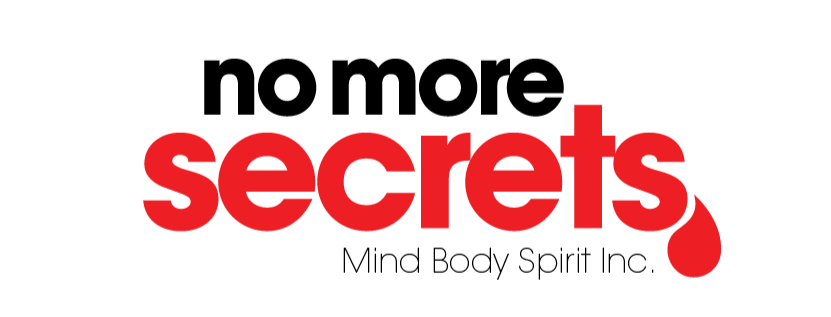 no more
secrets
Mind Body Spirit Inc.